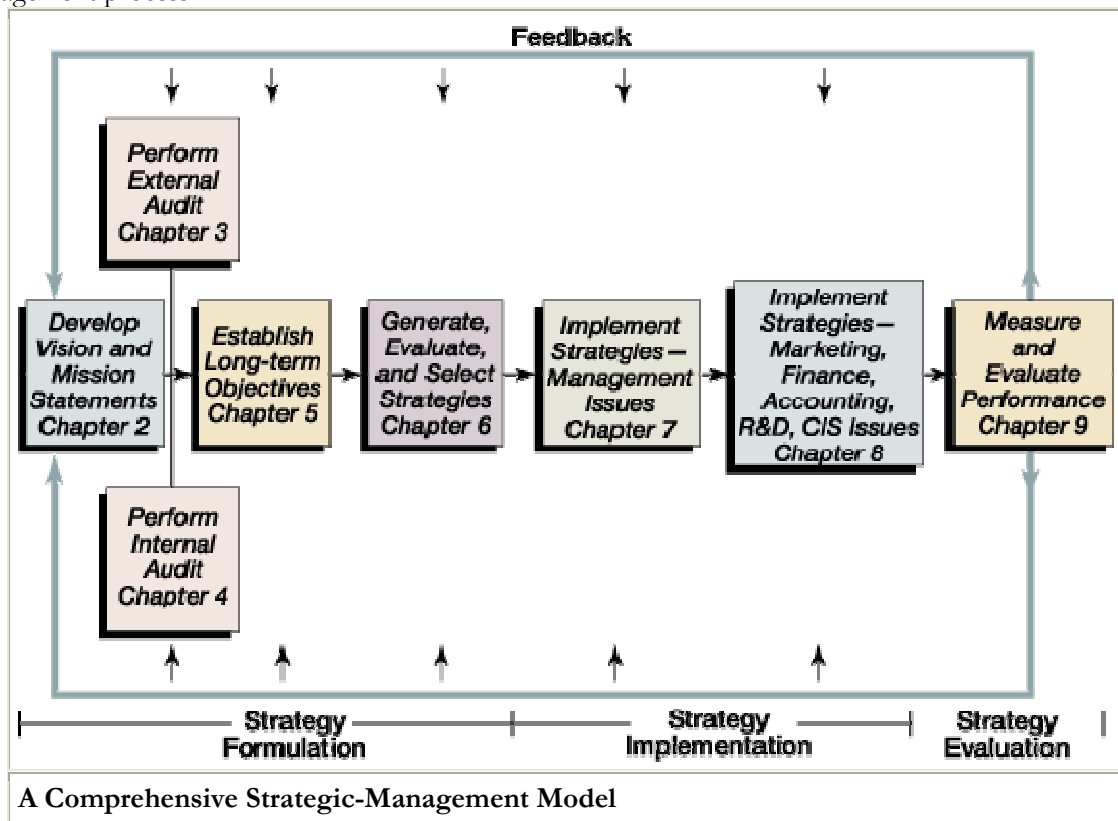 Feedback
Perform
External
Audit
Chapter 3
Develop
Vision and
Mission
Statements
Chapter 2
Establish
Long-term
Objectives
Chapter 5
Generate,
Evaluate,
and Select
Strategies
Chapter 6
Implement
Strategies—
Management
Issues
Chapter 7
Implement
Strategies—
Marketing,
Finance,
Accounting,
R&D, CIS Issues
Chapter 8
Measure
and
Evaluate
Performance
Chapter 9
Perform
Internal
Audit
Chapter 4
Strategy
Formulation
Strategy
Implementation
Strategy
Evaluation
A Comprehensive Strategic-Management Model